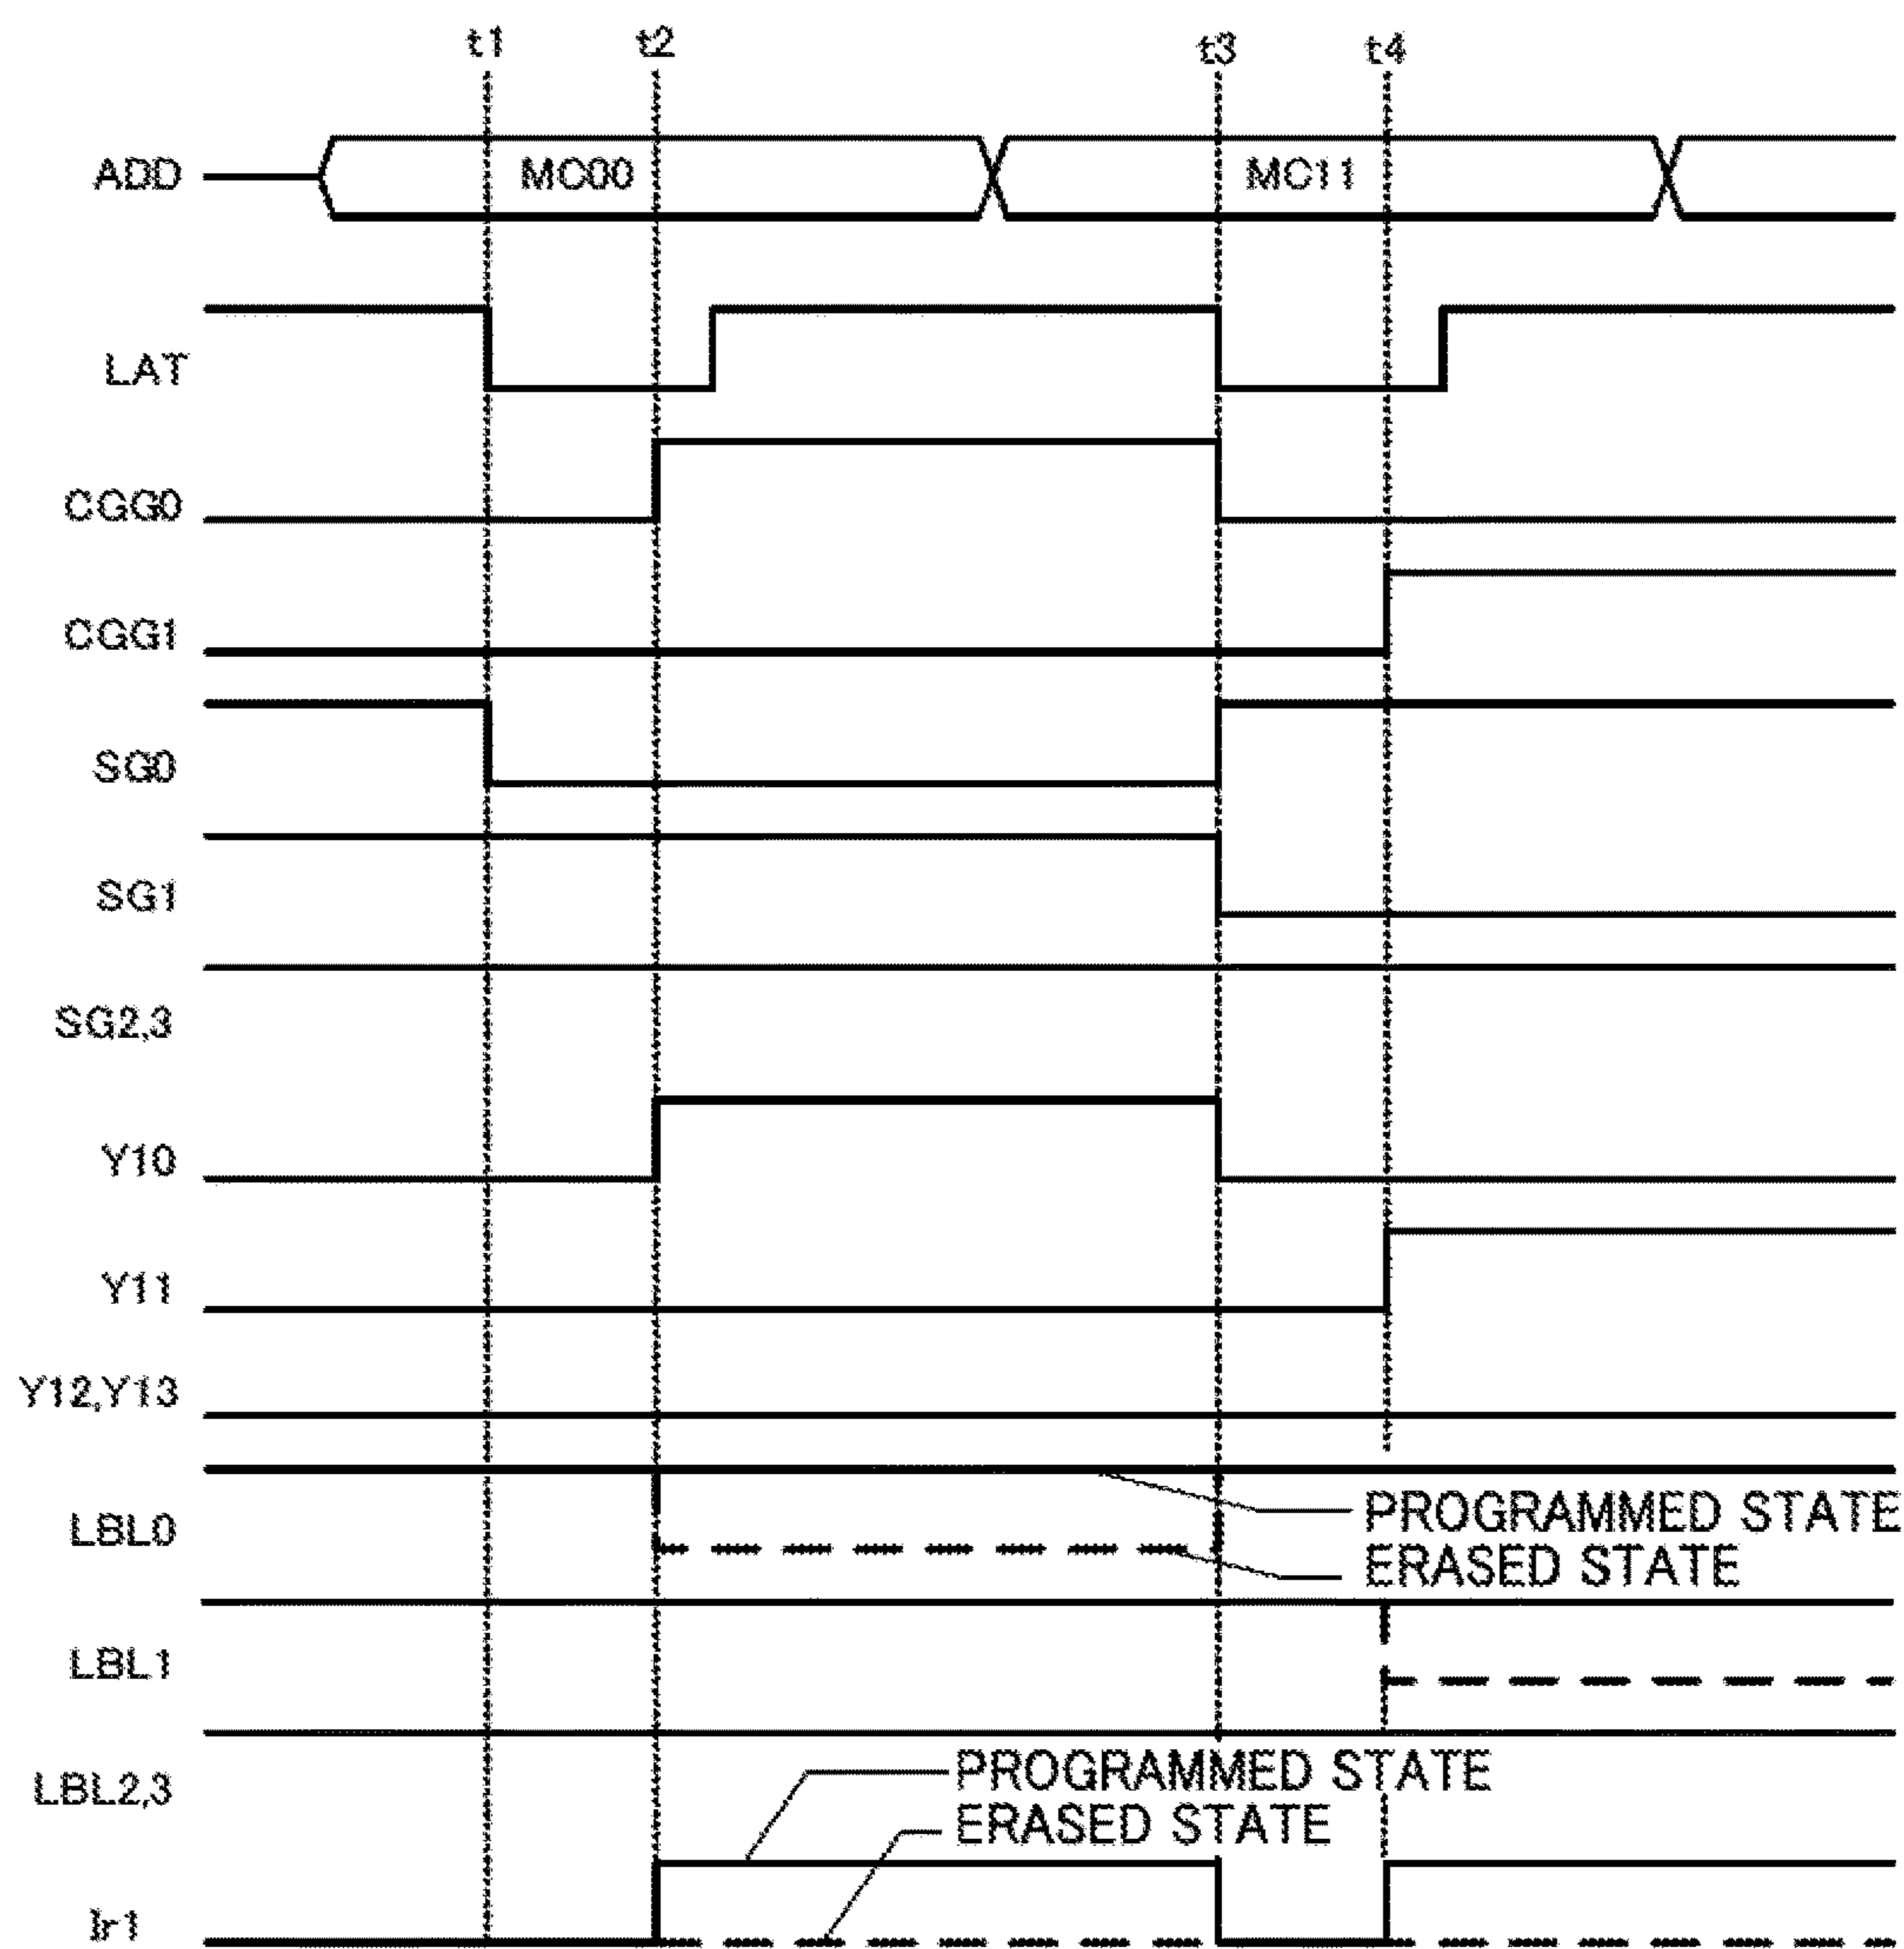 t1 t2 t3 t4
ADD MC00 MC11
LAT
CGG0
CGG1
SG0
SG1
SG2,3
Y10
Y11
Y12,Y13
LBL0 PROGRAMMED STATE
ERASED STATE
LBL1
LBL2,3 PROGRAMMED STATE
ERASED STATE
Ir1